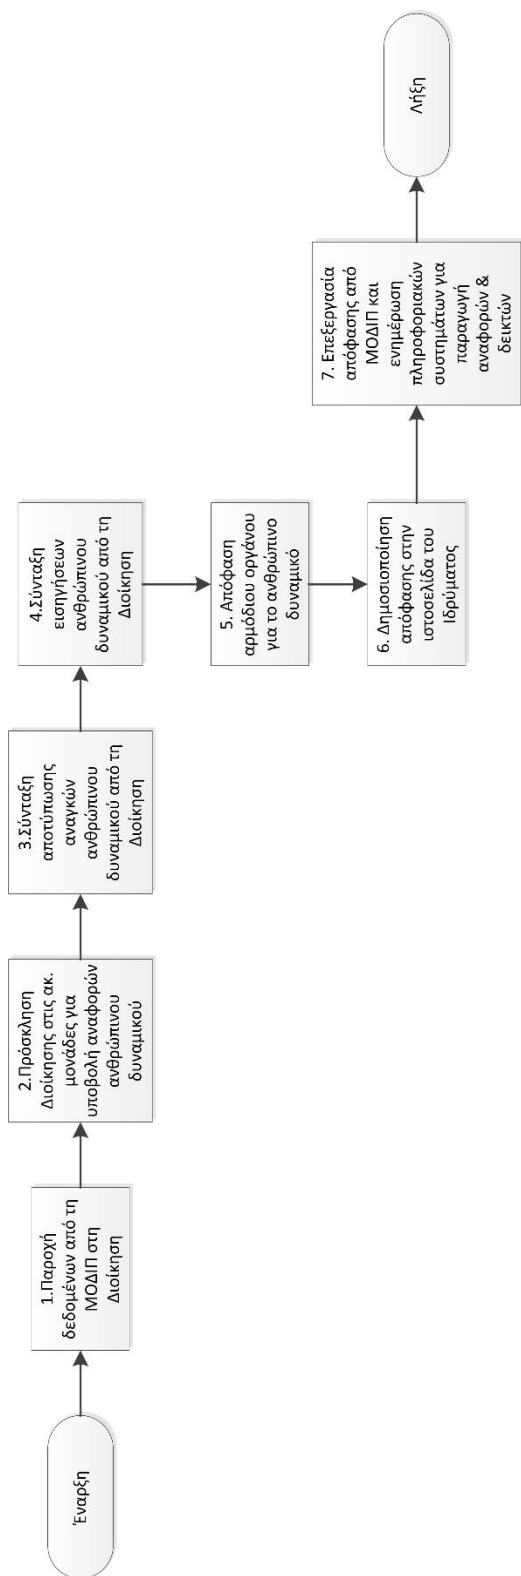 Έναρξη
1.Παροχή
δεδομένων από τη
ΜΟΔΙΠ στη
Διοίκηση
2.Πρόσκληση
Διοίκησης στις ακ.
μονάδες για
υποβολή αναφορών
ανθρώπινου
δυναμικού
3.Σύνταξη
αποτύπωσης
αναγκών
ανθρώπινου
δυναμικού από τη
Διοίκηση
4.Σύνταξη
εισηγήσεων
ανθρώπινου
δυναμικού από τη
Διοίκηση
5. Απόφαση
αρμόδιου οργάνου
για το ανθρώπινο
δυναμικό
6. Δημοσιοποίηση
απόφασης στην
ιστοσελίδα του
Ιδρύματος
7. Επεξεργασία
απόφασης από
ΜΟΔΙΠ και
ενημέρωση
πληροφοριακών
συστημάτων για
παραγωγή
αναφορών &
δεικτών
Λήξη